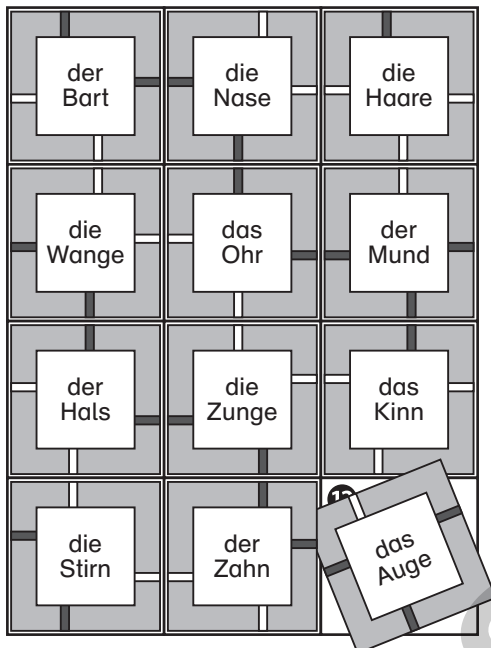 der
Bart
die
Nase
die
Haare
die
Wange
das
Ohr
der
Mund
der
Hals
die
Zunge
das
Kinn
die
Stirn
der
Zahn
das
Auge